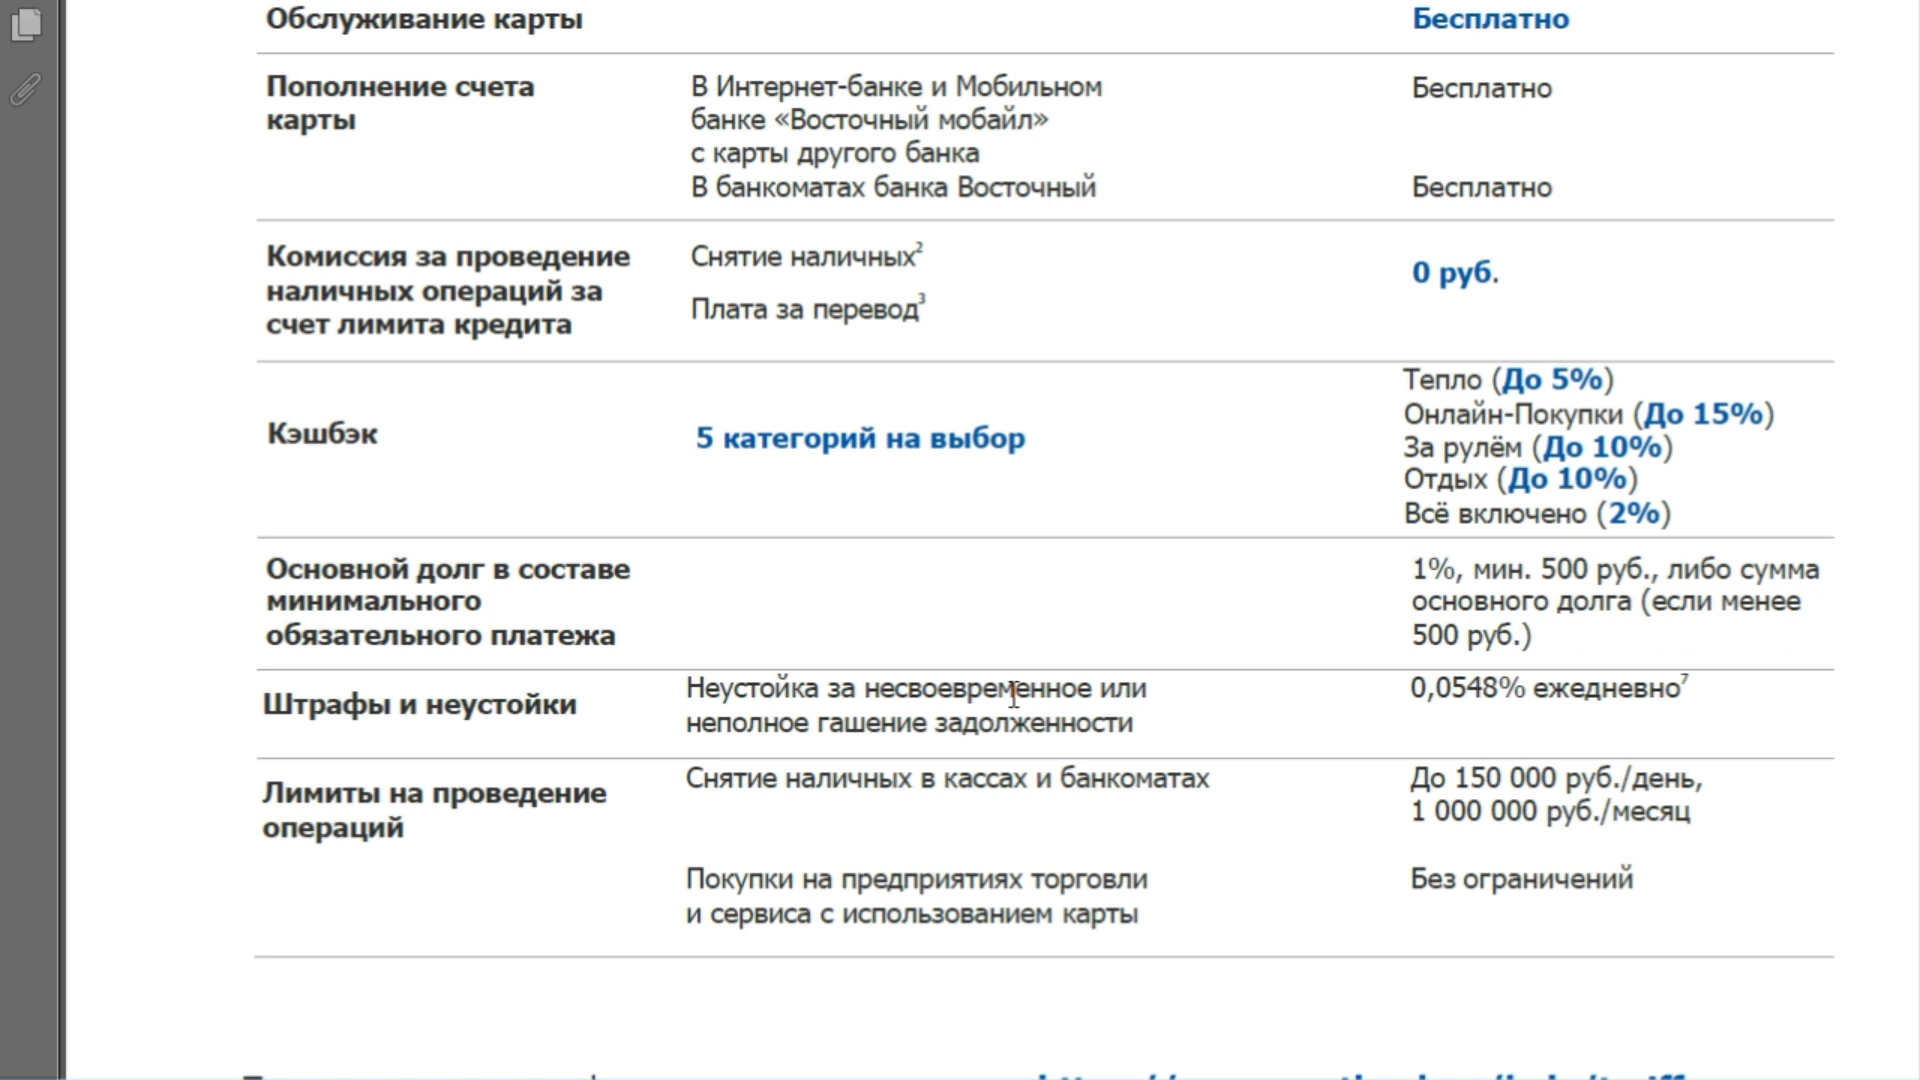 Обслуживание карты Бесплатно
Пополнение счета карты
В Интернет-банке и Мобильном
банке «Восточный мобайл»
с карты другого банка
Бесплатно
В банкоматах банка Восточный
Бесплатно
Комиссия за проведение
наличных операций за
счет лимита кредита
Снятие наличных²
Плата за перевод³
0 руб.
Кэшбэк
5 категорий на выбор
Тепло (До 5%)
Онлайн-Покупки (До 15%)
За рулём (До 10%)
Отдых (До 10%)
Всё включено (2%)
Основной долг в составе
минимального
обязательного платежа
1%, мин. 500 руб., либо сумма
основного долга (если менее
500 руб.)
Штрафы и неустойки
Неустойка за несвоевременное или
неполное гашение задолженности
0,0548% ежедневно⁷
Лимиты на проведение
операций
Снятие наличных в кассах и банкоматах
До 150 000 руб./день,
1 000 000 руб./месяц
Покупки на предприятиях торговли
и сервиса с использованием карты
Без ограничений